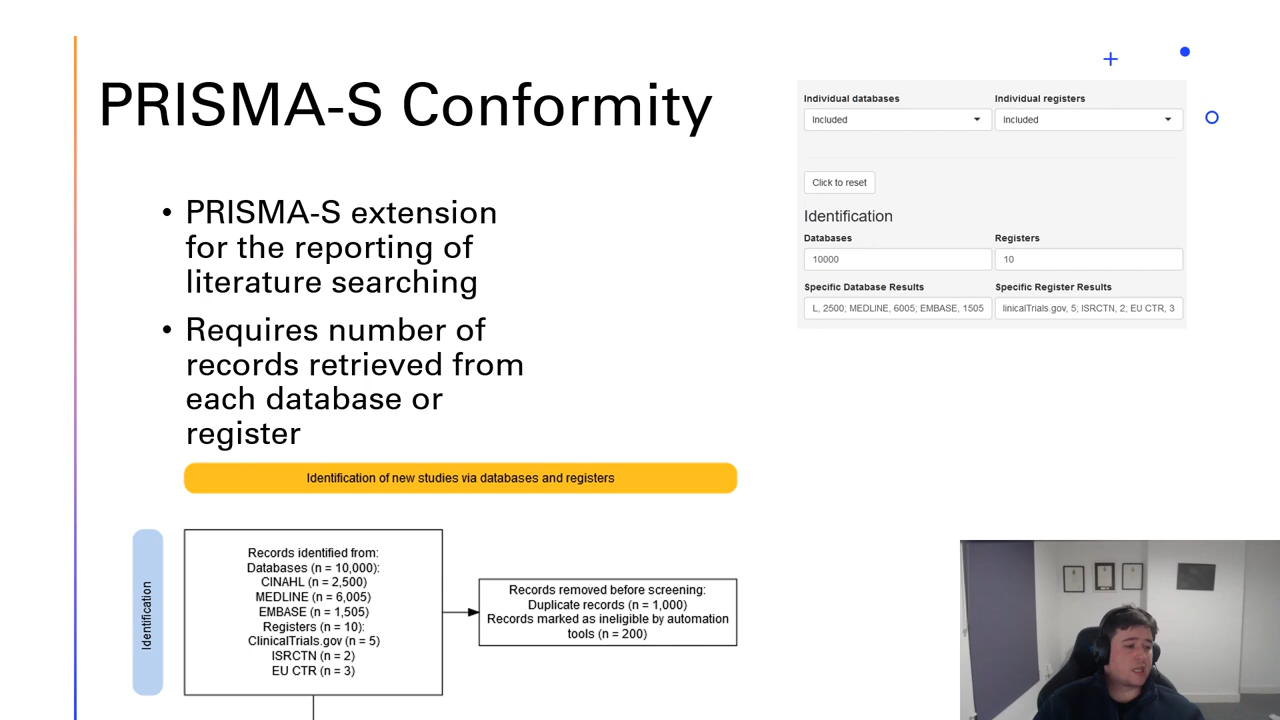 PRISMA-S Conformity
• PRISMA-S extension
for the reporting of
literature searching
• Requires number of
records retrieved from
each database or
register
Individual databases
Individual registers
Included
Included
Click to reset
Identification
Databases
Registers
10000
10
Specific Database Results
Specific Register Results
L, 2500; MEDLINE, 6005; EMBASE, 1505
linicalTrials.gov, 5; ISRCTN, 2; EU CTR, 3
Identification of new studies via databases and registers
Identification
Records identified from:
Databases (n = 10,000):
CINAHL (n = 2,500)
MEDLINE (n = 6,005)
EMBASE (n = 1,505)
Registers (n = 10):
ClinicalTrials.gov (n = 5)
ISRCTN (n = 2)
EU CTR (n = 3)
Records removed before screening:
Duplicate records (n = 1,000)
Records marked as ineligible by automation
tools (n = 200)